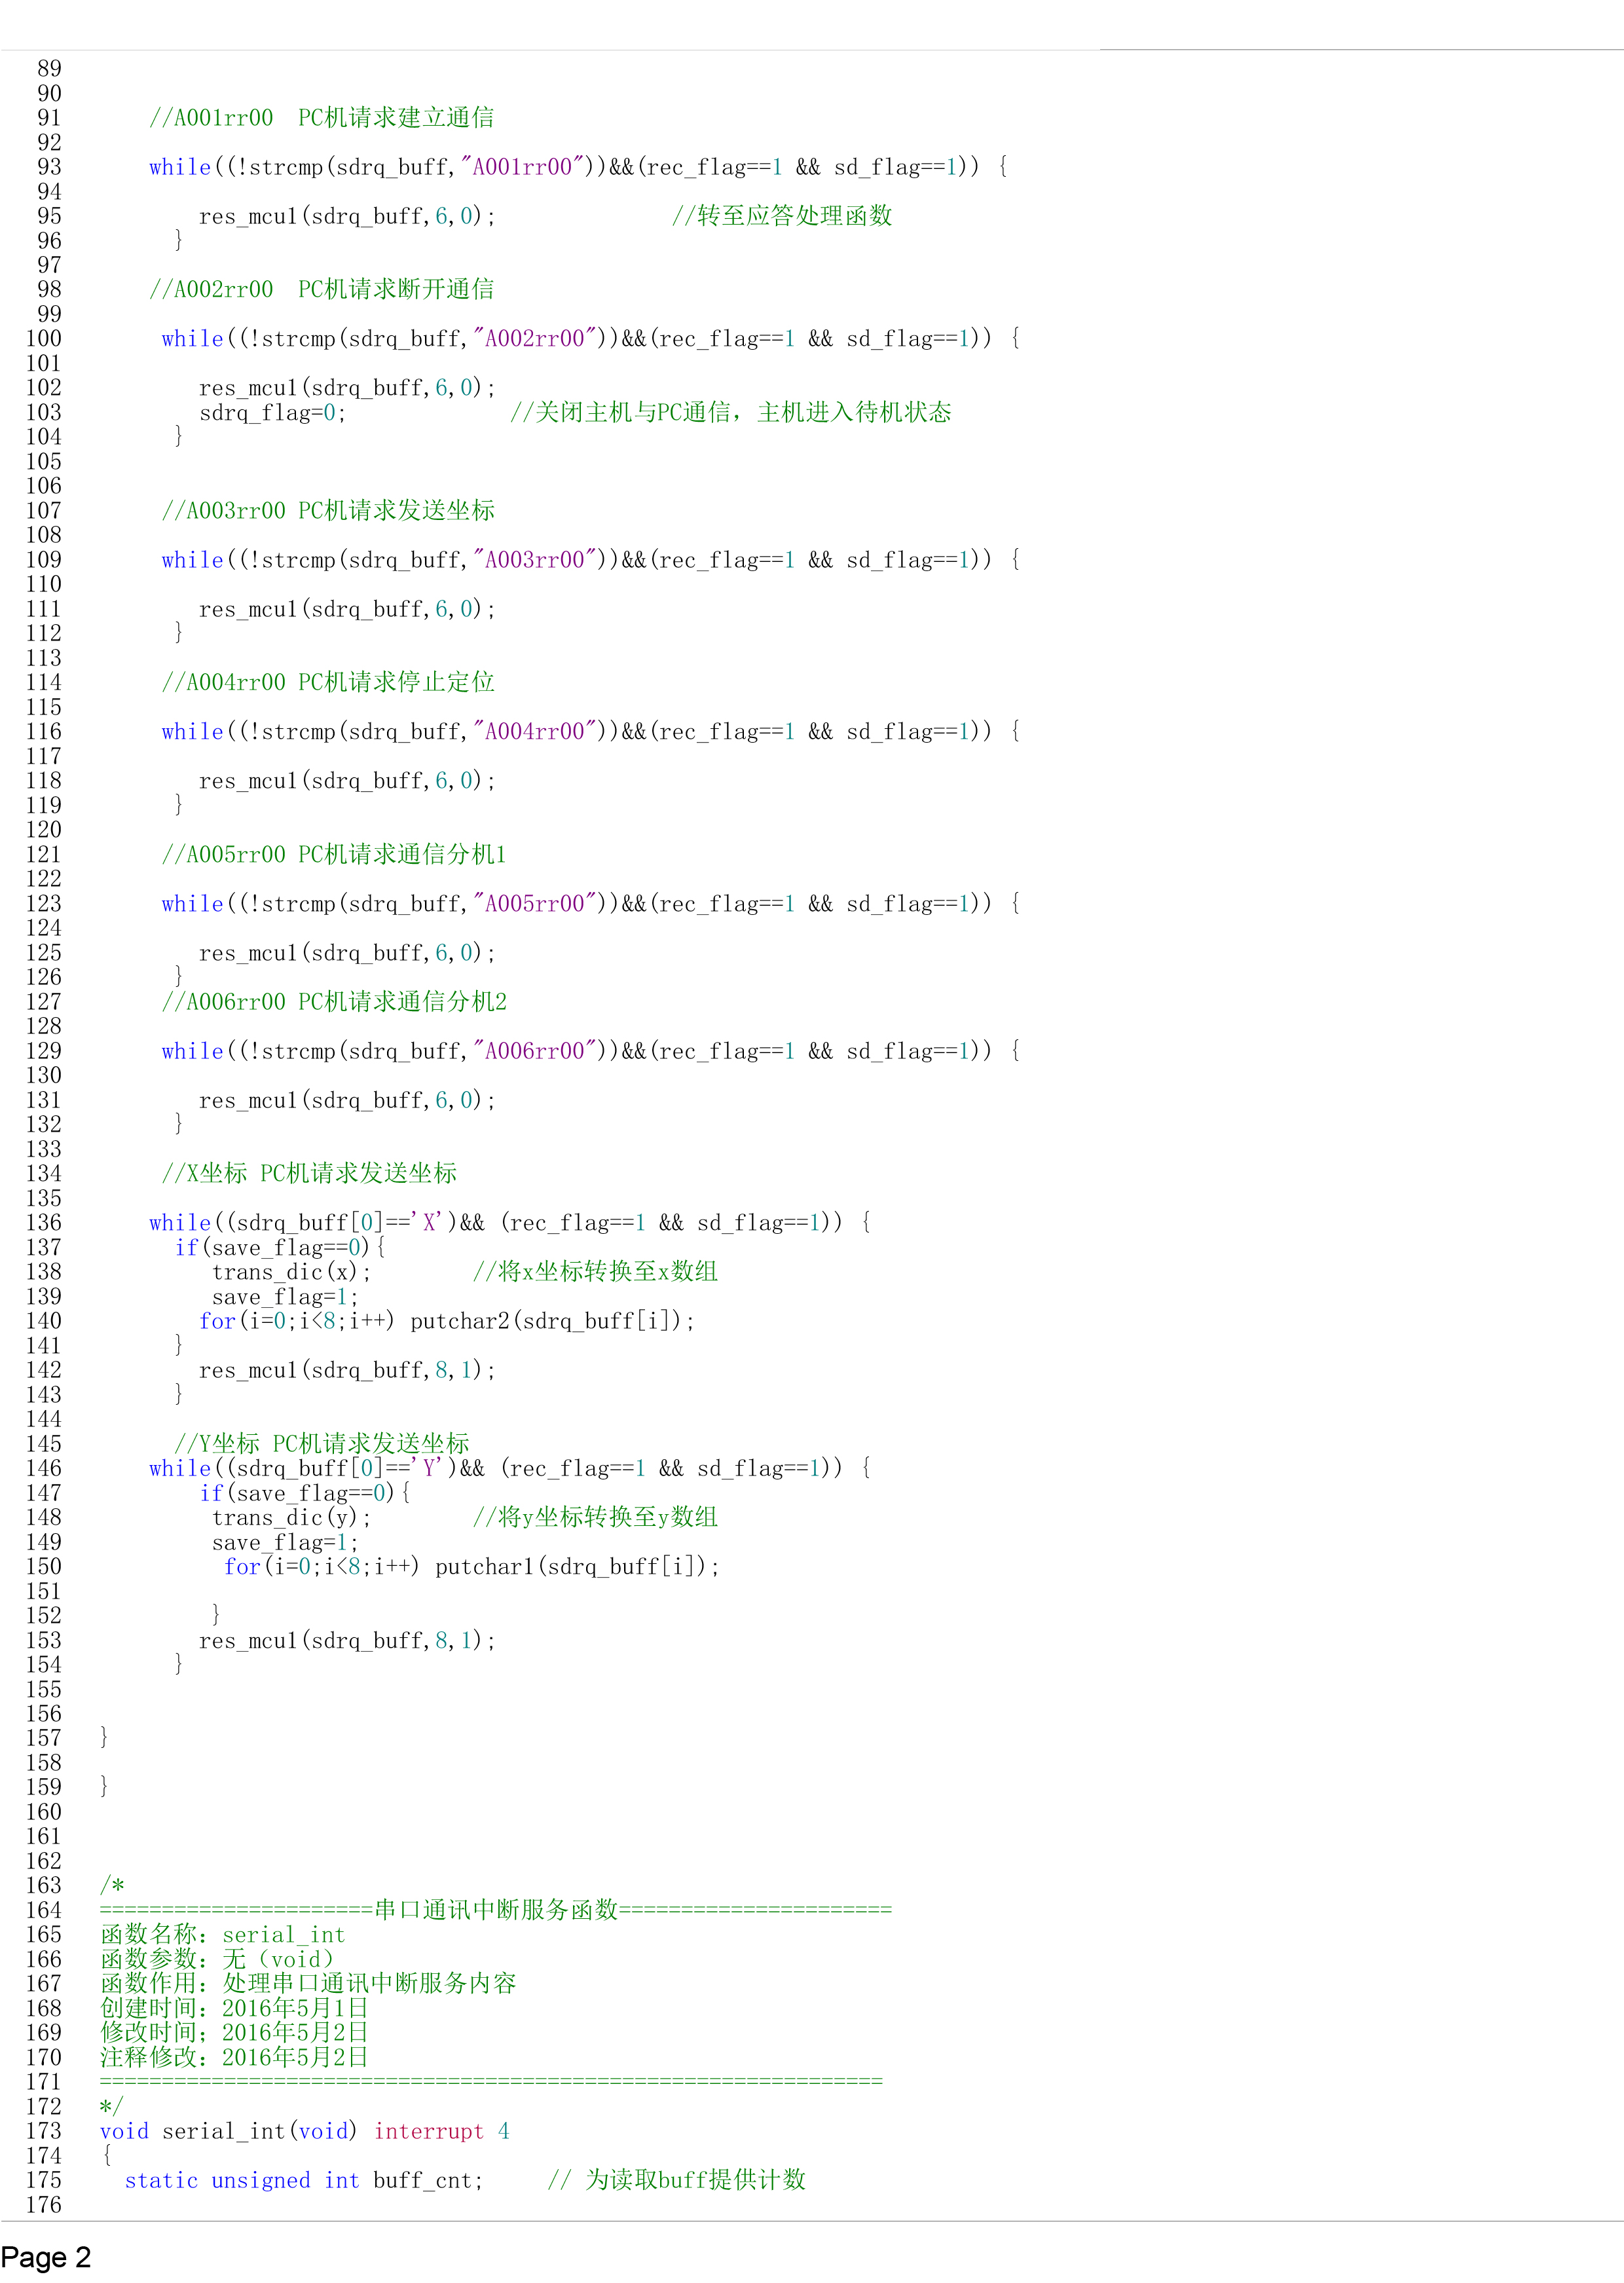 89
90
91 //A001rr00 PC机请求建立通信
92
93 while((!strcmp(sdrq_buff,"A001rr00"))&&(rec_flag==1 && sd_flag==1)) {
94
95 res_mcu1(sdrq_buff,6,0); //转至应答处理函数
96 }
97
98 //A002rr00 PC机请求断开通信
99
100 while((!strcmp(sdrq_buff,"A002rr00"))&&(rec_flag==1 && sd_flag==1)) {
101
102 res_mcu1(sdrq_buff,6,0);
103 sdrq_flag=0; //关闭主机与PC通信，主机进入待机状态
104 }
105
106
107 //A003rr00 PC机请求发送坐标
108
109 while((!strcmp(sdrq_buff,"A003rr00"))&&(rec_flag==1 && sd_flag==1)) {
110
111 res_mcu1(sdrq_buff,6,0);
112 }
113
114 //A004rr00 PC机请求停止定位
115
116 while((!strcmp(sdrq_buff,"A004rr00"))&&(rec_flag==1 && sd_flag==1)) {
117
118 res_mcu1(sdrq_buff,6,0);
119 }
120
121 //A005rr00 PC机请求通信分机1
122
123 while((!strcmp(sdrq_buff,"A005rr00"))&&(rec_flag==1 && sd_flag==1)) {
124
125 res_mcu1(sdrq_buff,6,0);
126 }
127 //A006rr00 PC机请求通信分机2
128
129 while((!strcmp(sdrq_buff,"A006rr00"))&&(rec_flag==1 && sd_flag==1)) {
130
131 res_mcu1(sdrq_buff,6,0);
132 }
133
134 //X坐标 PC机请求发送坐标
135
136 while((sdrq_buff[0]=='X')&& (rec_flag==1 && sd_flag==1)) {
137 if(save_flag==0){
138 trans_dic(x); //将x坐标转换至x数组
139 save_flag=1;
140 for(i=0;i<8;i++) putchar2(sdrq_buff[i]);
141 }
142 res_mcu1(sdrq_buff,8,1);
143 }
144
145 //Y坐标 PC机请求发送坐标
146 while((sdrq_buff[0]=='Y')&& (rec_flag==1 && sd_flag==1)) {
147 if(save_flag==0){
148 trans_dic(y); //将y坐标转换至y数组
149 save_flag=1;
150 for(i=0;i<8;i++) putchar1(sdrq_buff[i]);
151
152 }
153 res_mcu1(sdrq_buff,8,1);
154 }
155
156
157 }
158
159 }
160
161
162
163 /*
164 ======================串口通讯中断服务函数======================
165 函数名称：serial_int
166 函数参数：无（void）
167 函数作用：处理串口通讯中断服务内容
168 创建时间：2016年5月1日
169 修改时间；2016年5月2日
170 注释修改：2016年5月2日
171 ===============================================================
172 */
173 void serial_int(void) interrupt 4
174 {
175 static unsigned int buff_cnt; // 为读取buff提供计数
176
Page 2